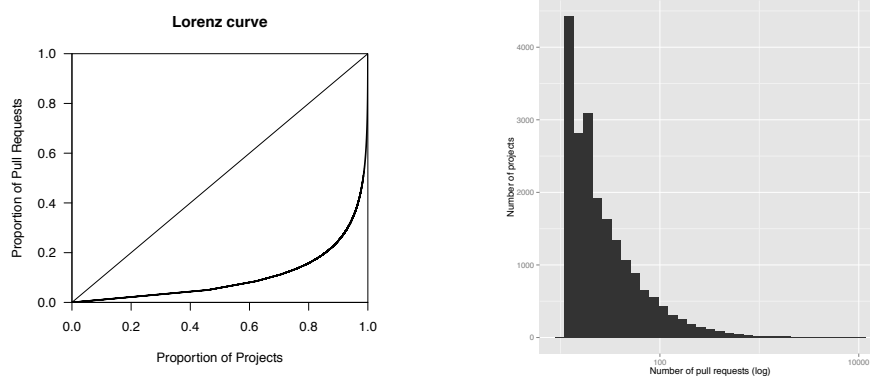 Lorenz curve
Proportion of Pull Requests
1.0
0.8
0.6
0.4
0.2
0.0
0.0 0.2 0.4 0.6 0.8 1.0
Proportion of Projects
Number of projects
4000
3000
2000
1000
0
100 10000
Number of pull requests (log)